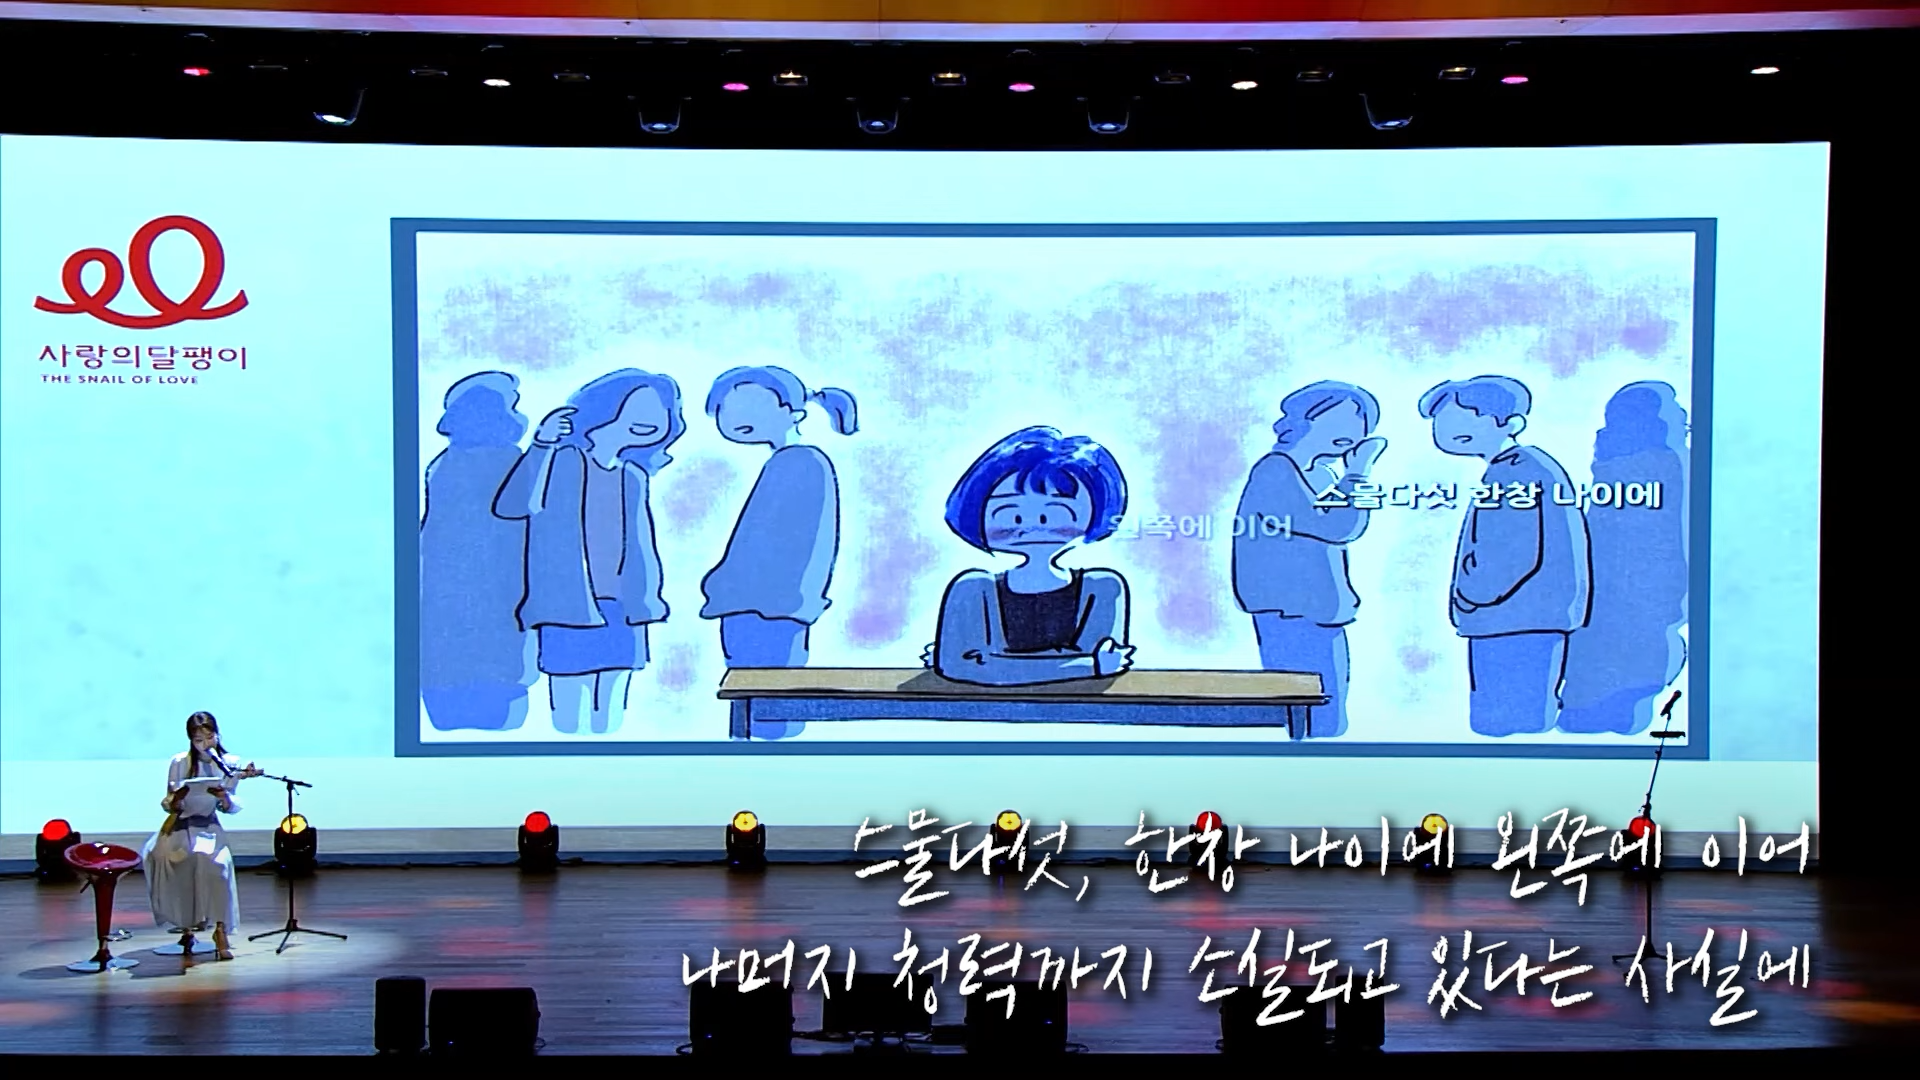 사랑의달팽이
THE SNAIL OF LOVE
스물다섯 한창 나이에
왼쪽에 이어
스물다섯, 한창 나이에 왼쪽에 이어
나머지 청력까지 소실되고 있다는 사실에